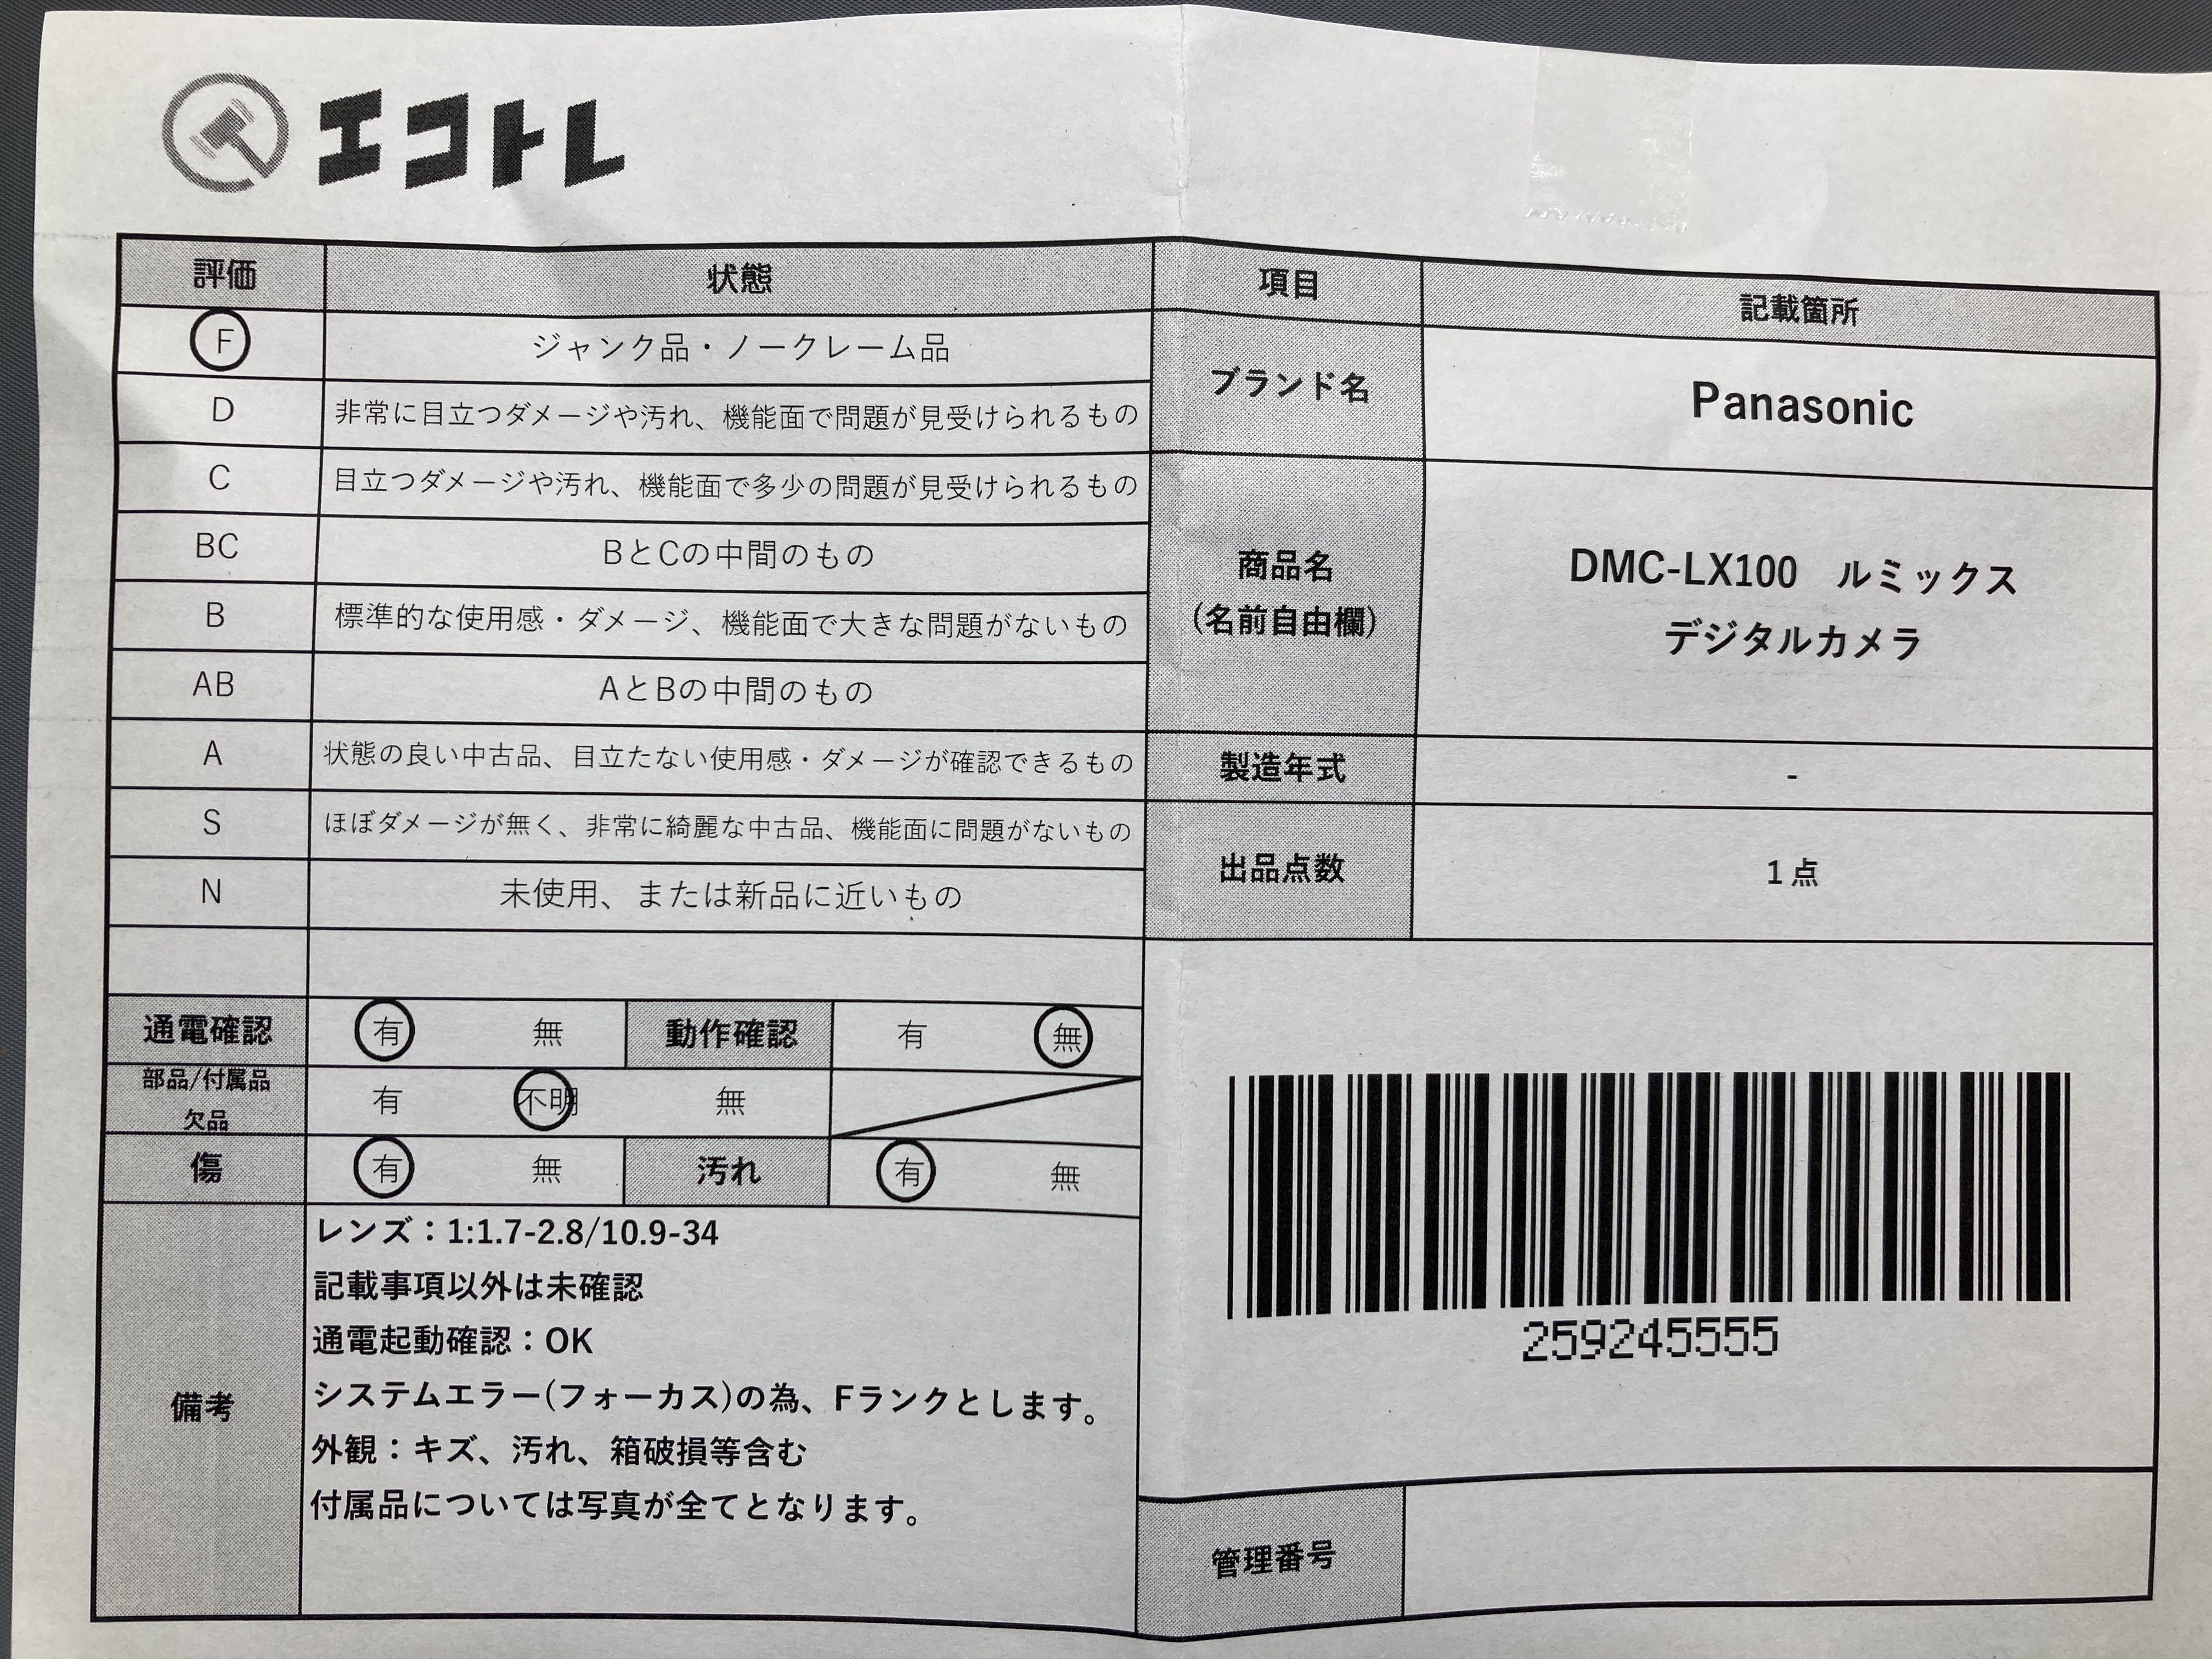 エコトレ
評価 状態
F ジャンク品・ノークレーム品
D 非常に目立つダメージや汚れ、機能面で問題が見受けられるもの
C 目立つダメージや汚れ、機能面で多少の問題が見受けられるもの
BC BとCの中間のもの
B 標準的な使用感・ダメージ、機能面で大きな問題がないもの
AB AとBの中間のもの
A 状態の良い中古品、目立たない使用感・ダメージが確認できるもの
S ほぼダメージが無く、非常に綺麗な中古品、機能面に問題がないもの
N 未使用、または新品に近いもの
通電確認 有 無 動作確認 有 無
部品/付属品
欠品 有 不明 無
傷 有 無 汚れ 有 無
備考
レンズ：1:1.7-2.8/10.9-34
記載事項以外は未確認
通電起動確認：OK
システムエラー(フォーカス)の為、Fランクとします。
外観：キズ、汚れ、箱破損等含む
付属品については写真が全てとなります。
項目 記載箇所
ブランド名 Panasonic
商品名
(名前自由欄)
DMC-LX100 ルミックス
デジタルカメラ
製造年式 -
出品点数 1点
259245555
管理番号